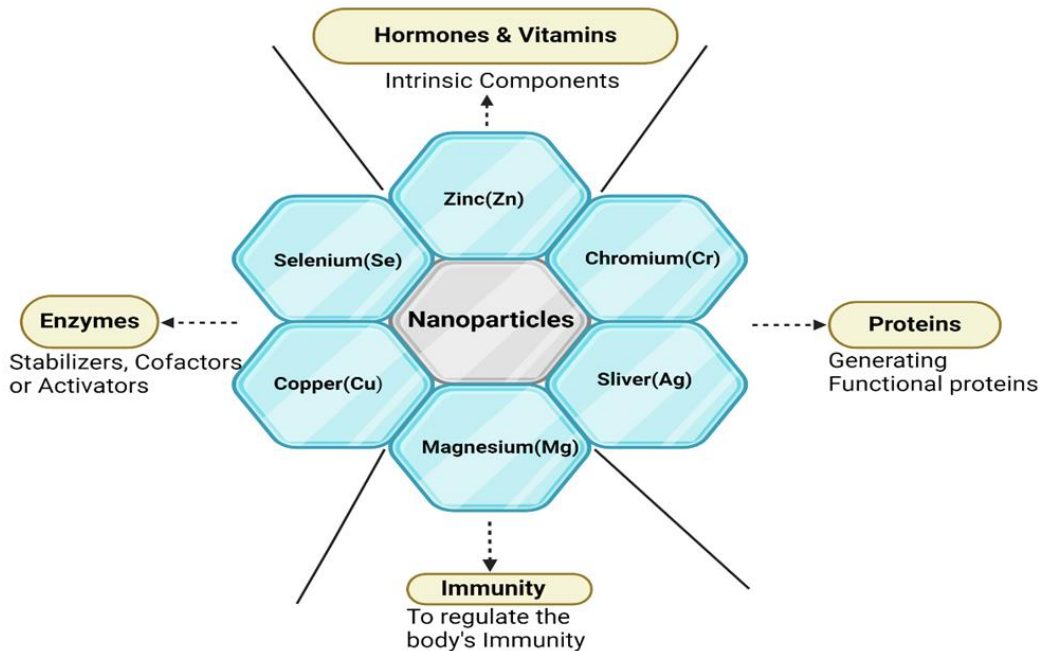 Hormones & Vitamins
Intrinsic Components
Zinc(Zn)
Selenium(Se)
Chromium(Cr)
Nanoparticles
Enzymes
Stabilizers, Cofactors
or Activators
Proteins
Generating
Functional proteins
Copper(Cu)
Sliver(Ag)
Magnesium(Mg)
Immunity
To regulate the
body's Immunity